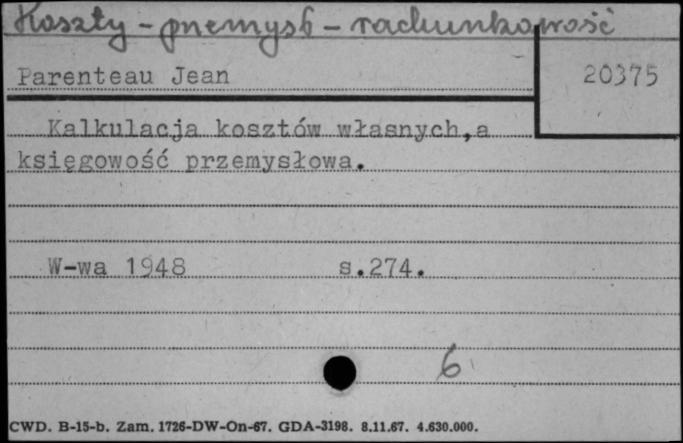 Koszty - przemysł - rachunkowość
Parenteau Jean
20375
Kalkulacja kosztów własnych,a
księgowość przemysłowa.
W-wa 1948 s.274.
6
CWD. B-15-b. Zam. 1726-DW-On-67. GDA-3198. 8.11.67. 4.630.000.